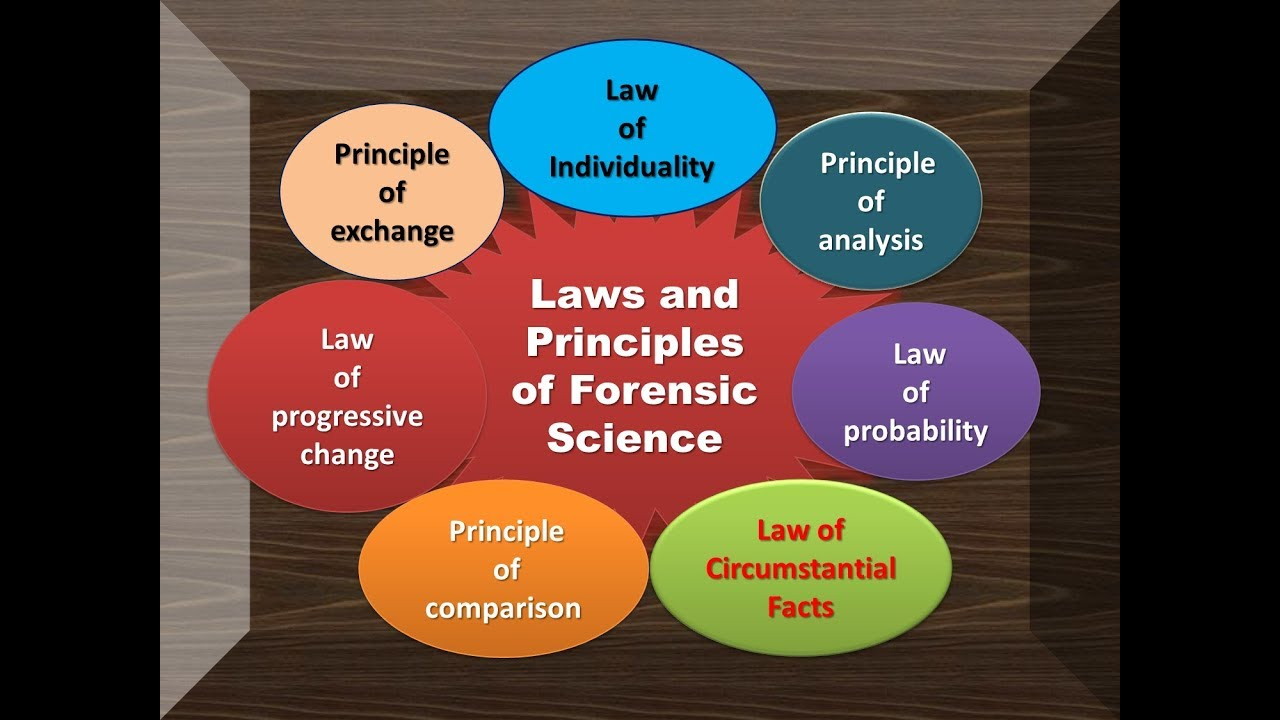 Law
of
Individuality
Principle
of
exchange
Principle
of
analysis
Laws and
Principles
of Forensic
Science
Law
of
progressive
change
Law
of
probability
Principle
of
comparison
Law of
Circumstantial
Facts